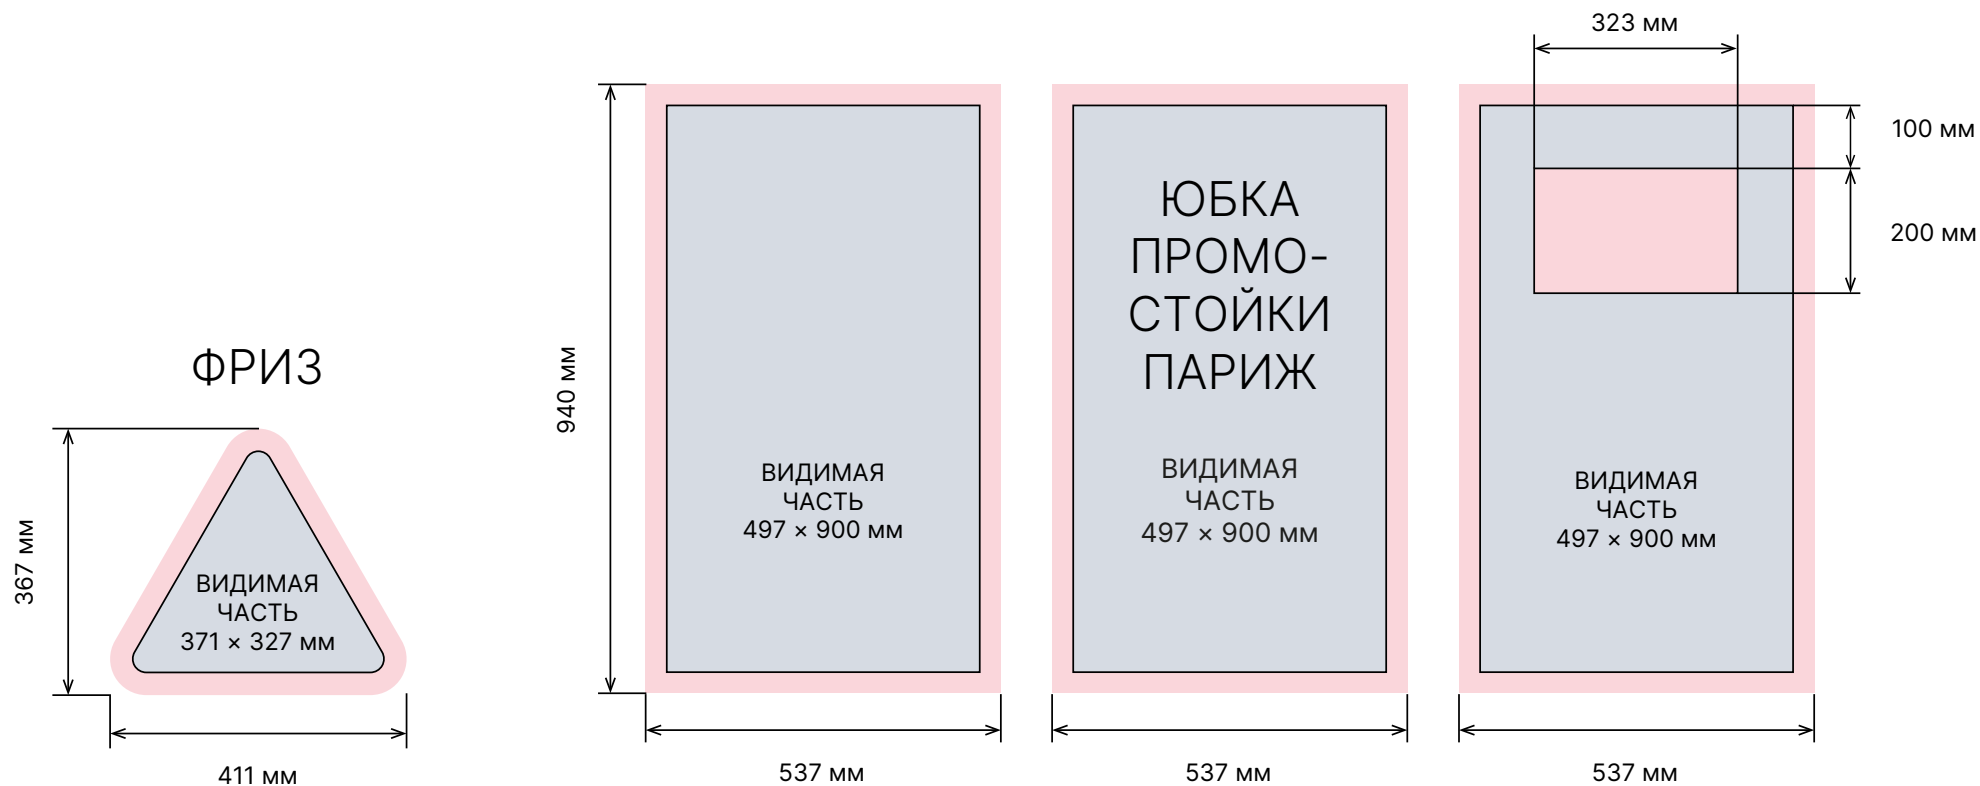 ФРИЗ
367 мм
ВИДИМАЯ
ЧАСТЬ
371 × 327 мм
411 мм
940 мм
ВИДИМАЯ
ЧАСТЬ
497 × 900 мм
537 мм
ЮБКА
ПРОМО-
СТОЙКИ
ПАРИЖ
ВИДИМАЯ
ЧАСТЬ
497 × 900 мм
537 мм
323 мм
100 мм
200 мм
ВИДИМАЯ
ЧАСТЬ
497 × 900 мм
537 мм